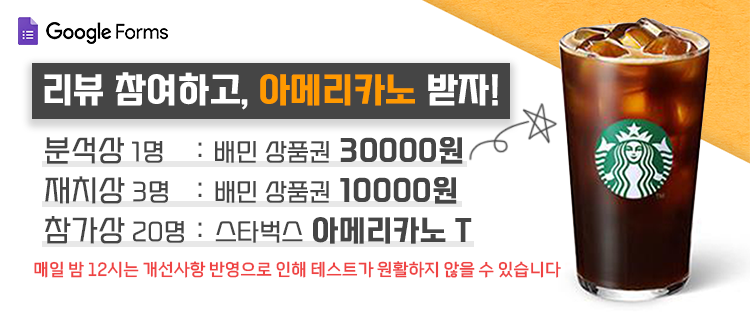 Google Forms
리뷰 참여하고, 아메리카노 받자!
분석상 1명 : 배민 상품권 30000원
재치상 3명 : 배민 상품권 10000원
참가상 20명 : 스타벅스 아메리카노 T
매일 밤 12시는 개선사항 반영으로 인해 테스트가 원활하지 않을 수 있습니다